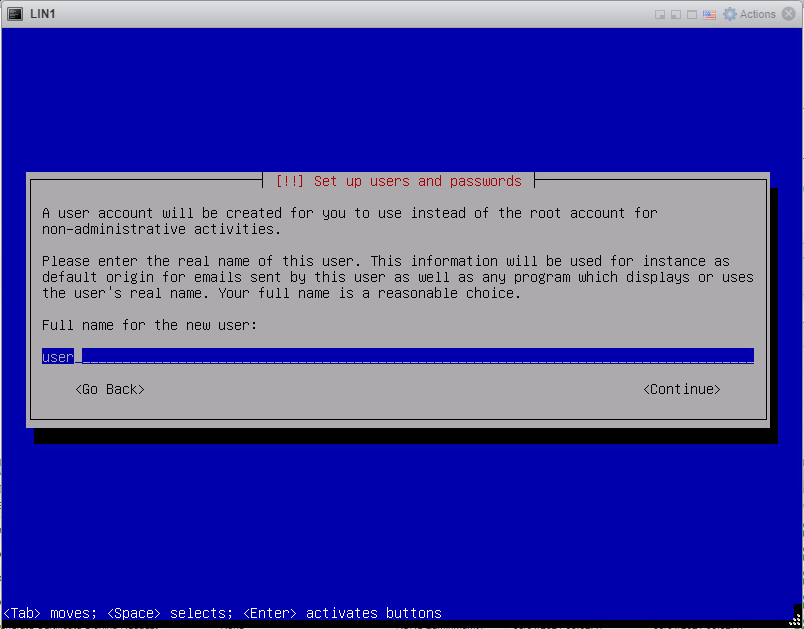 LIN1
Actions
[!!] Set up users and passwords
A user account will be created for you to use instead of the root account for
non-administrative activities.
Please enter the real name of this user. This information will be used for instance as
default origin for emails sent by this user as well as any program which displays or uses
the user's real name. Your full name is a reasonable choice.
Full name for the new user:
user
<Go Back> <Continue>
<Tab> moves; <Space> selects; <Enter> activates buttons